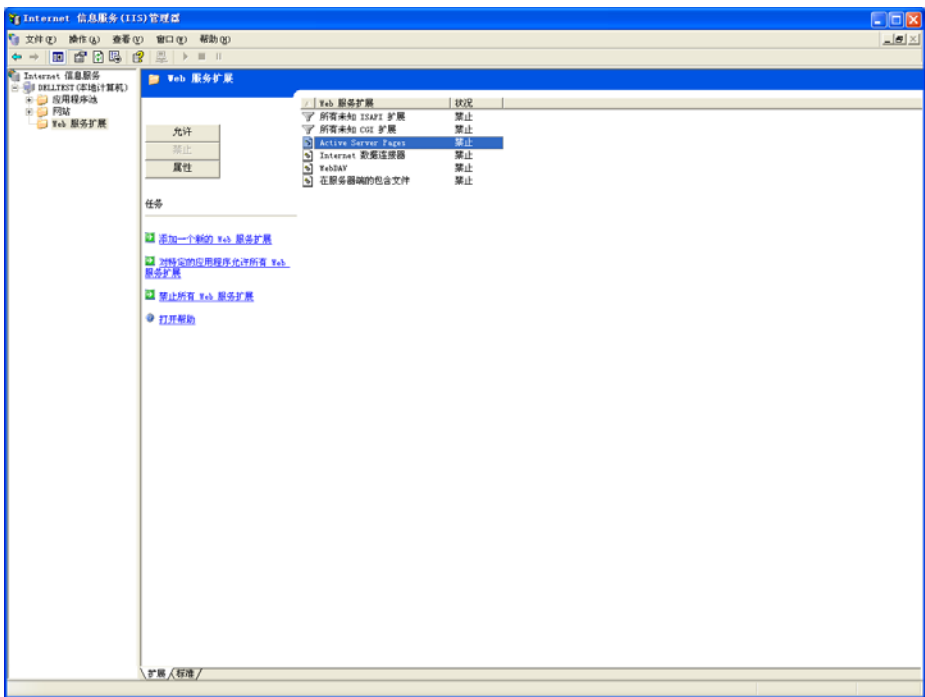 Internet 信息服务(IIS)管理器
文件(F) 操作(A) 查看(V) 窗口(W) 帮助(H)
Internet 信息服务
DELLTEST(本地计算机)
应用程序池
网站
Web 服务扩展
Web 服务扩展
允许
禁止
属性
任务
添加一个新的 Web 服务扩展
对特定的应用程序允许所有 Web
服务扩展
禁止所有 Web 服务扩展
打开帮助
Web 服务扩展 状况
所有未知 ISAPI 扩展 禁止
所有未知 CGI 扩展 禁止
Active Server Pages 禁止
Internet 数据连接器 禁止
WebDAV 禁止
在服务器端的包含文件 禁止
扩展 标准